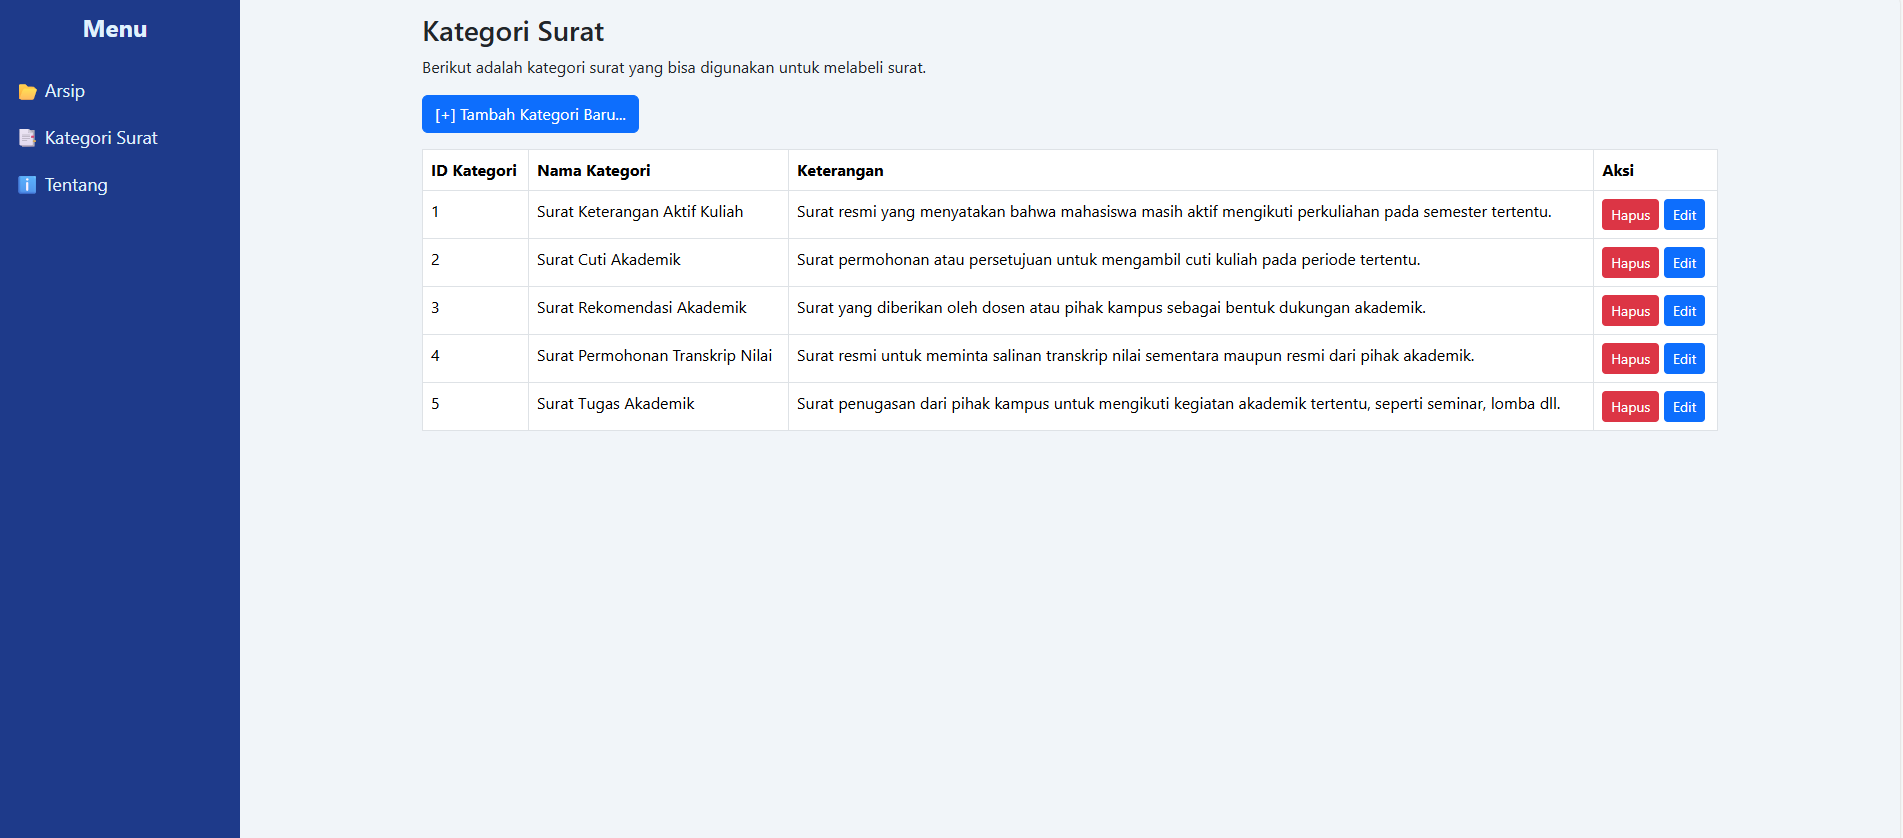 Menu
Arsip
Kategori Surat
Tentang
Kategori Surat
Berikut adalah kategori surat yang bisa digunakan untuk melabeli surat.
[+] Tambah Kategori Baru...
ID Kategori Nama Kategori Keterangan Aksi
1 Surat Keterangan Aktif Kuliah Surat resmi yang menyatakan bahwa mahasiswa masih aktif mengikuti perkuliahan pada semester tertentu. Hapus Edit
2 Surat Cuti Akademik Surat permohonan atau persetujuan untuk mengambil cuti kuliah pada periode tertentu. Hapus Edit
3 Surat Rekomendasi Akademik Surat yang diberikan oleh dosen atau pihak kampus sebagai bentuk dukungan akademik. Hapus Edit
4 Surat Permohonan Transkrip Nilai Surat resmi untuk meminta salinan transkrip nilai sementara maupun resmi dari pihak akademik. Hapus Edit
5 Surat Tugas Akademik Surat penugasan dari pihak kampus untuk mengikuti kegiatan akademik tertentu, seperti seminar, lomba dll. Hapus Edit